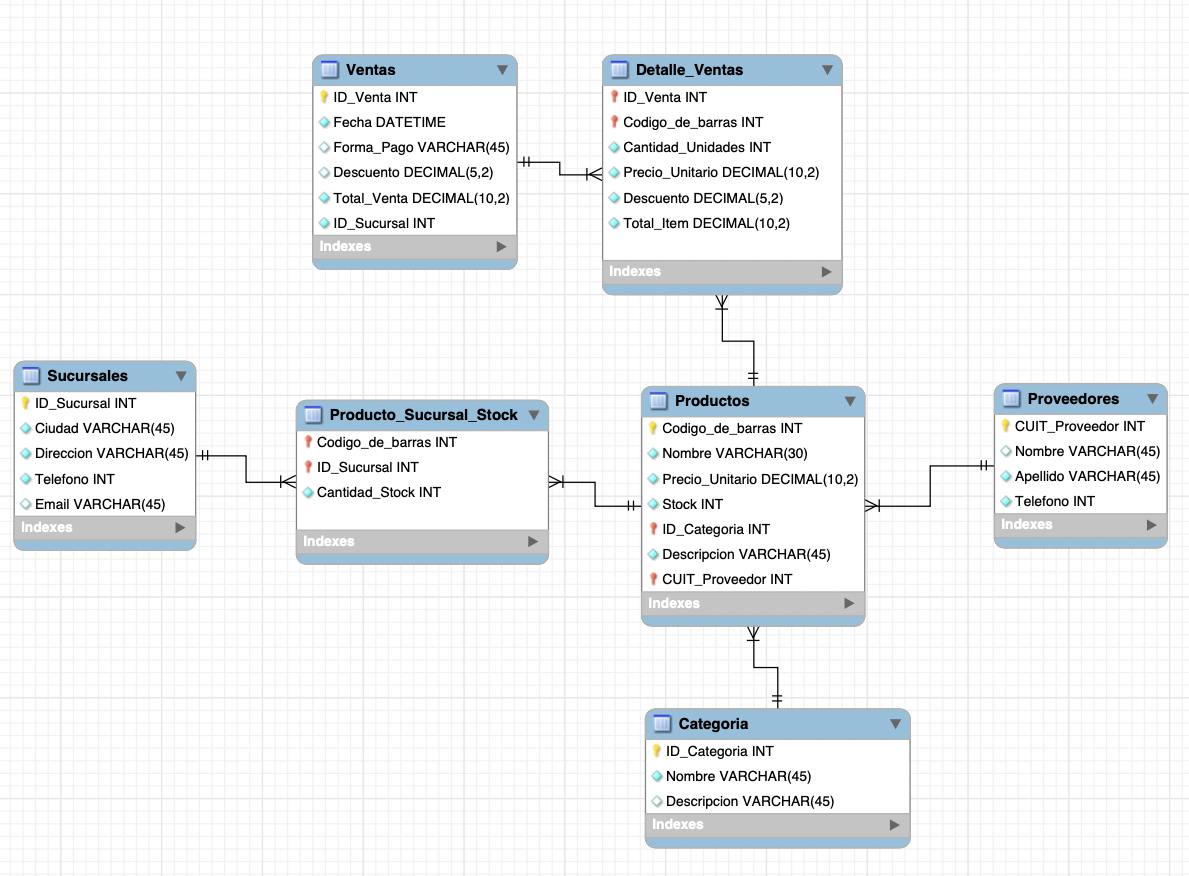 Ventas
ID_Venta INT
Fecha DATETIME
Forma_Pago VARCHAR(45)
Descuento DECIMAL(5,2)
Total_Venta DECIMAL(10,2)
ID_Sucursal INT
Indexes
Detalle_Ventas
ID_Venta INT
Codigo_de_barras INT
Cantidad_Unidades INT
Precio_Unitario DECIMAL(10,2)
Descuento DECIMAL(5,2)
Total_Item DECIMAL(10,2)
Indexes
Sucursales
ID_Sucursal INT
Ciudad VARCHAR(45)
Direccion VARCHAR(45)
Telefono INT
Email VARCHAR(45)
Indexes
Producto_Sucursal_Stock
Codigo_de_barras INT
ID_Sucursal INT
Cantidad_Stock INT
Indexes
Productos
Codigo_de_barras INT
Nombre VARCHAR(30)
Precio_Unitario DECIMAL(10,2)
Stock INT
ID_Categoria INT
Descripcion VARCHAR(45)
CUIT_Proveedor INT
Indexes
Proveedores
CUIT_Proveedor INT
Nombre VARCHAR(45)
Apellido VARCHAR(45)
Telefono INT
Indexes
Categoria
ID_Categoria INT
Nombre VARCHAR(45)
Descripcion VARCHAR(45)
Indexes